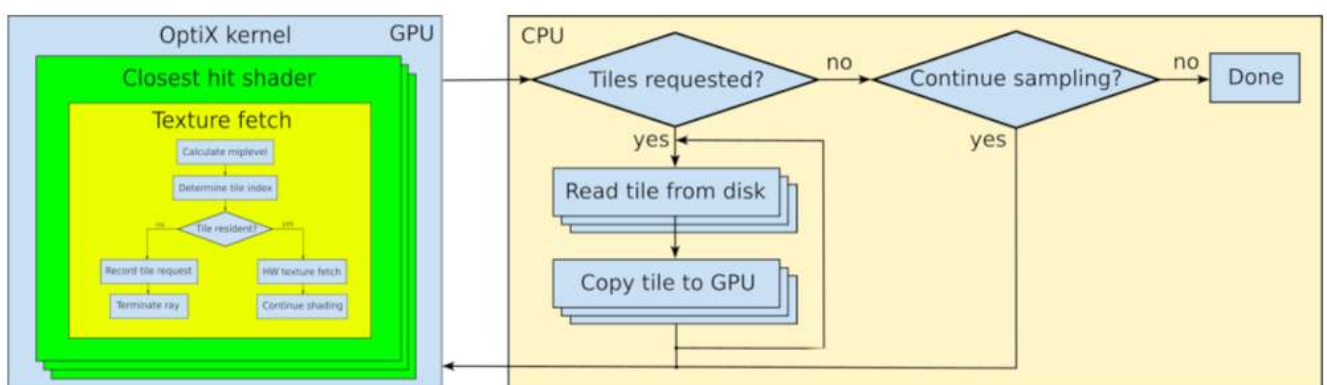 OptiX kernel
GPU
Closest hit shader
Texture fetch
Calculate miplevel
Determine tile index
Tile resident?
no
yes
Record tile request
HW texture fetch
Terminate ray
Continue shading
CPU
Tiles requested?
no
Continue sampling?
no
Done
yes
yes
Read tile from disk
Copy tile to GPU